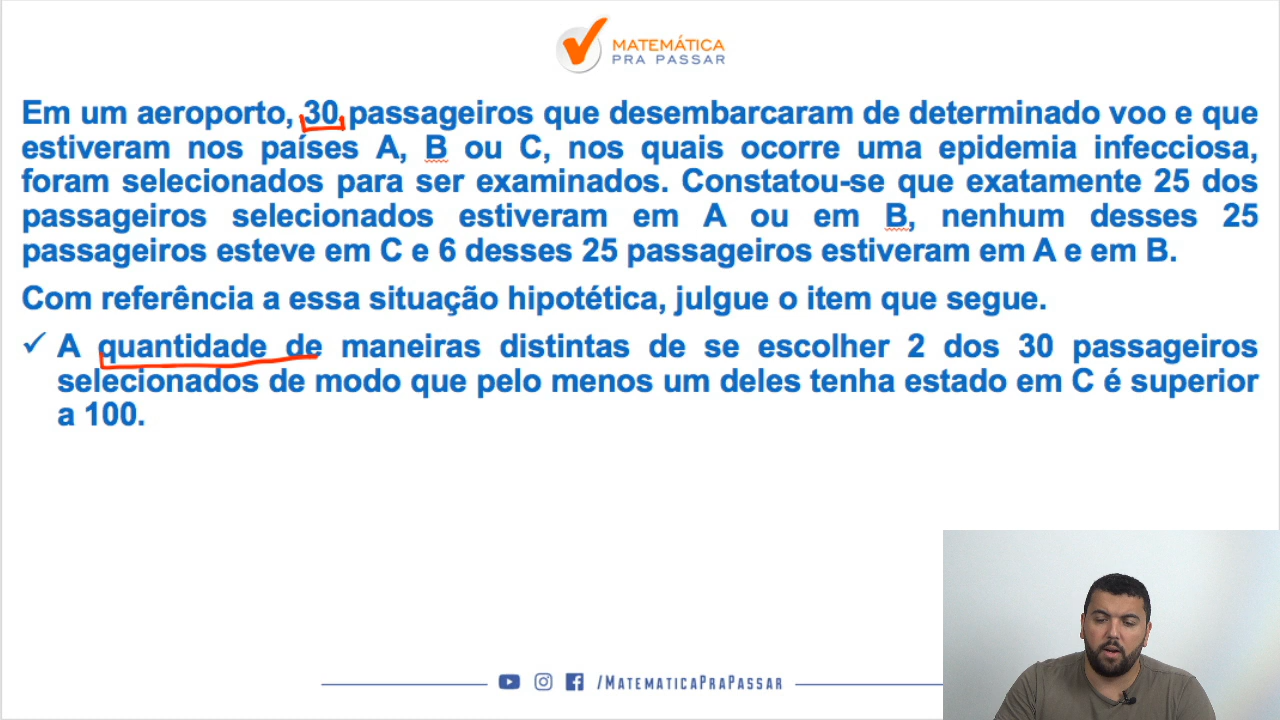 MATEMÁTICA
PRA PASSAR
Em um aeroporto, 30 passageiros que desembarcaram de determinado voo e que
estiveram nos países A, B ou C, nos quais ocorre uma epidemia infecciosa,
foram selecionados para ser examinados. Constatou-se que exatamente 25 dos
passageiros selecionados estiveram em A ou em B, nenhum desses 25
passageiros esteve em C e 6 desses 25 passageiros estiveram em A e em B.
Com referência a essa situação hipotética, julgue o item que segue.
✓ A quantidade de maneiras distintas de se escolher 2 dos 30 passageiros
selecionados de modo que pelo menos um deles tenha estado em C é superior
a 100.
/MATEMATICAPRAPASSAR